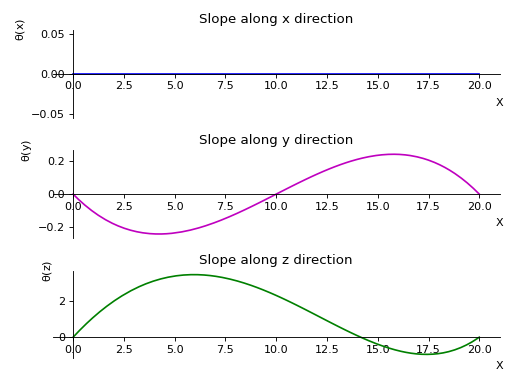 Slope along x direction
θ(x)
0.05
0.00
−0.05
0.0 2.5 5.0 7.5 10.0 12.5 15.0 17.5 20.0
X
Slope along y direction
θ(y)
0.2
0.0
−0.2
0.0 2.5 5.0 7.5 10.0 12.5 15.0 17.5 20.0
X
Slope along z direction
θ(z)
2
0
0.0 2.5 5.0 7.5 10.0 12.5 15.0 17.5 20.0
X